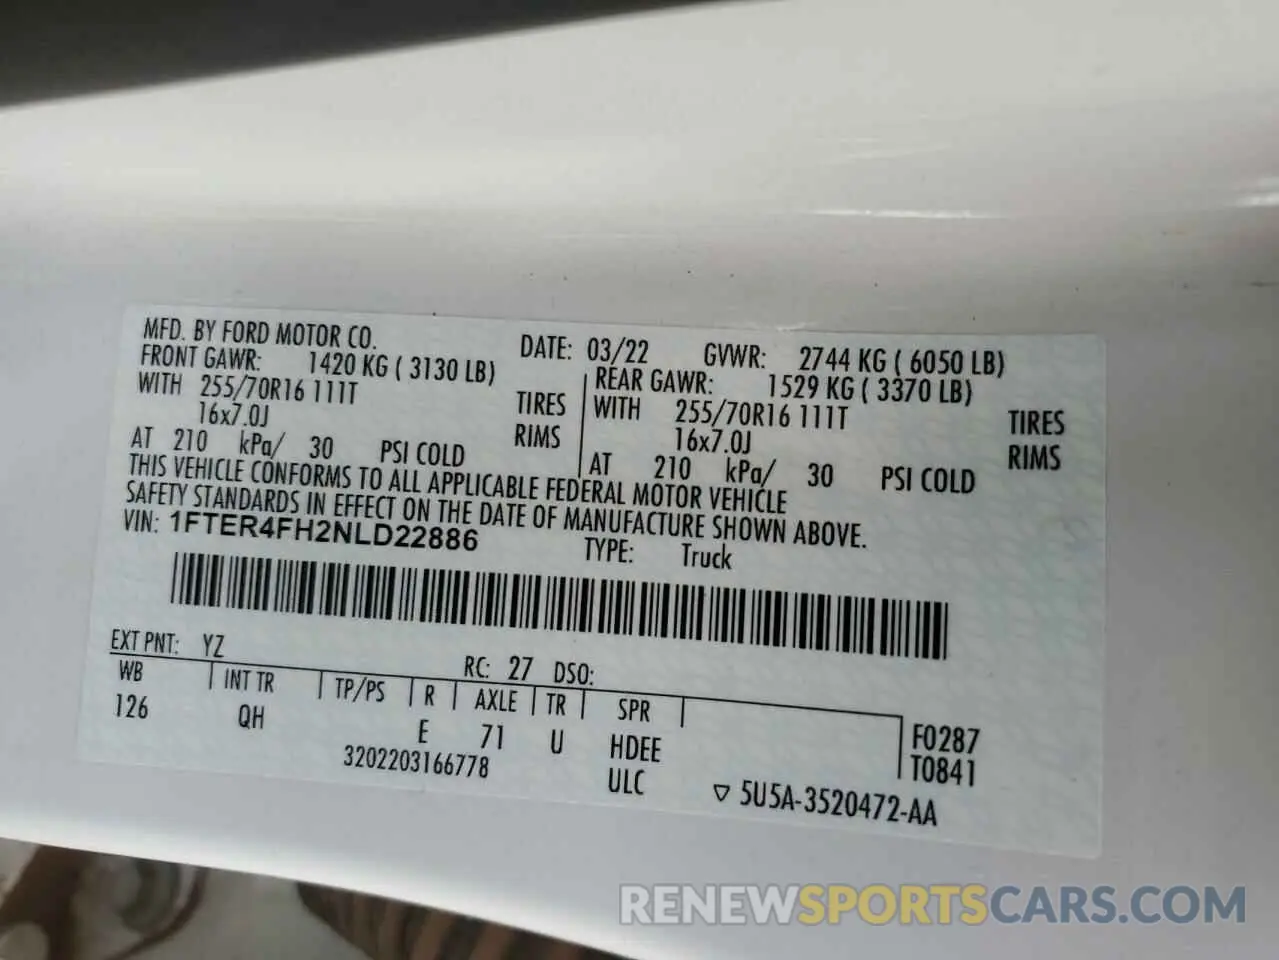 MFD. BY FORD MOTOR CO. DATE: 03/22 GVWR: 2744 KG ( 6050 LB)
FRONT GAWR: 1420 KG ( 3130 LB) REAR GAWR: 1529 KG ( 3370 LB)
WITH 255/70R16 111T TIRES WITH 255/70R16 111T TIRES
16x7.0J RIMS 16x7.0J RIMS
AT 210 kPa/ 30 PSI COLD AT 210 kPa/ 30 PSI COLD
THIS VEHICLE CONFORMS TO ALL APPLICABLE FEDERAL MOTOR VEHICLE
SAFETY STANDARDS IN EFFECT ON THE DATE OF MANUFACTURE SHOWN ABOVE.
VIN: 1FTER4FH2NLD22886 TYPE: Truck
EXT PNT: YZ RC: 27 DSO:
WB INT TR TP/PS R AXLE TR SPR
126 QH E 71 U HDEE F0287
3202203166778 ULC T0841
▽ 5U5A-3520472-AA
RENEWSPORTSCARS.COM